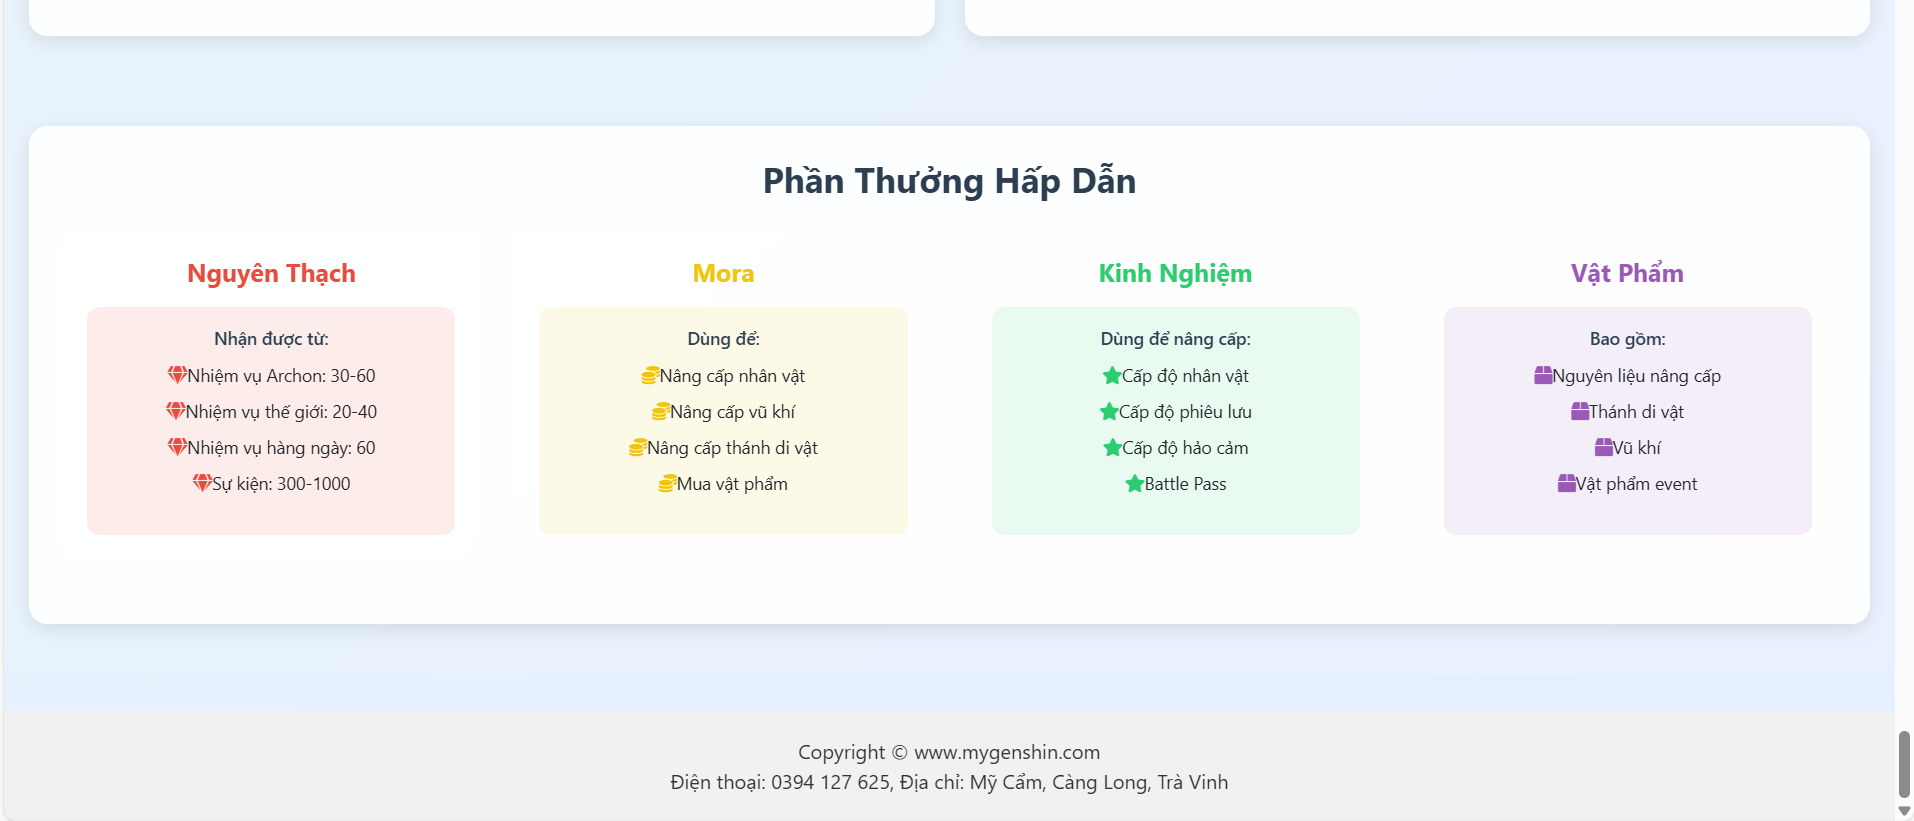 Phần Thưởng Hấp Dẫn
Nguyên Thạch
Nhận được từ:
Nhiệm vụ Archon: 30-60
Nhiệm vụ thế giới: 20-40
Nhiệm vụ hàng ngày: 60
Sự kiện: 300-1000
Mora
Dùng để:
Nâng cấp nhân vật
Nâng cấp vũ khí
Nâng cấp thánh di vật
Mua vật phẩm
Kinh Nghiệm
Dùng để nâng cấp:
Cấp độ nhân vật
Cấp độ phiêu lưu
Cấp độ hảo cảm
Battle Pass
Vật Phẩm
Bao gồm:
Nguyên liệu nâng cấp
Thánh di vật
Vũ khí
Vật phẩm event
Copyright © www.mygenshin.com
Điện thoại: 0394 127 625, Địa chỉ: Mỹ Cẩm, Càng Long, Trà Vinh